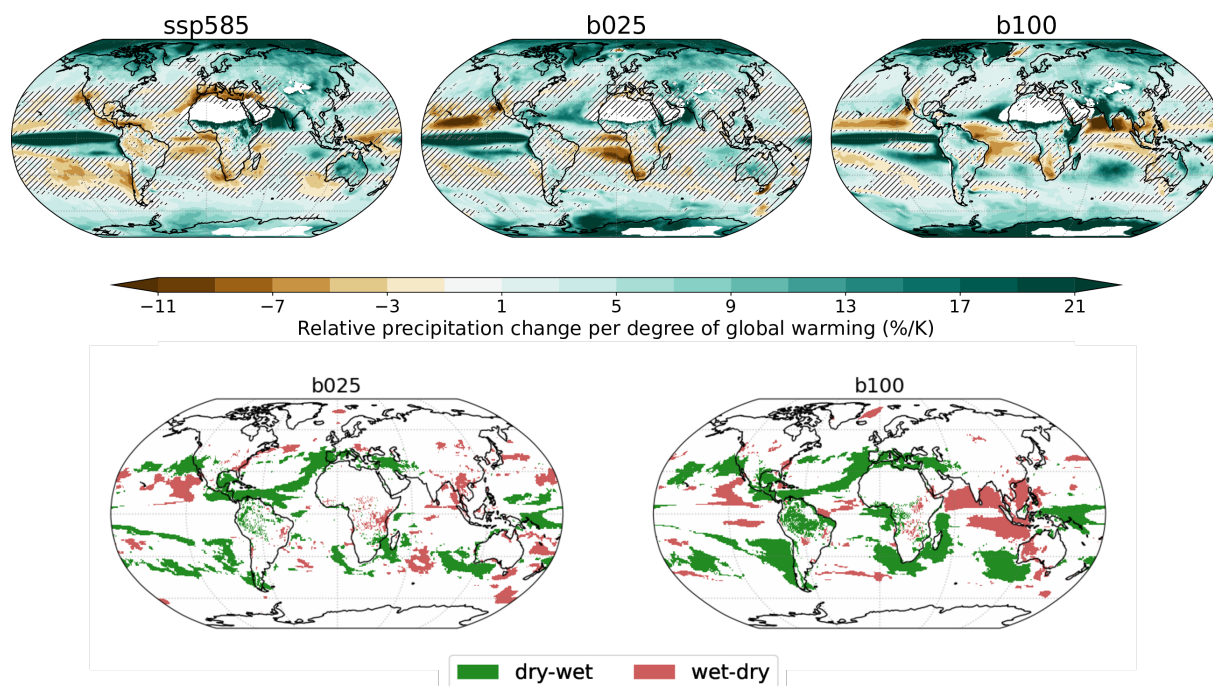 ssp585 b025 b100
−11 −7 −3 1 5 9 13 17 21
Relative precipitation change per degree of global warming (%/K)
b025 b100
dry-wet wet-dry